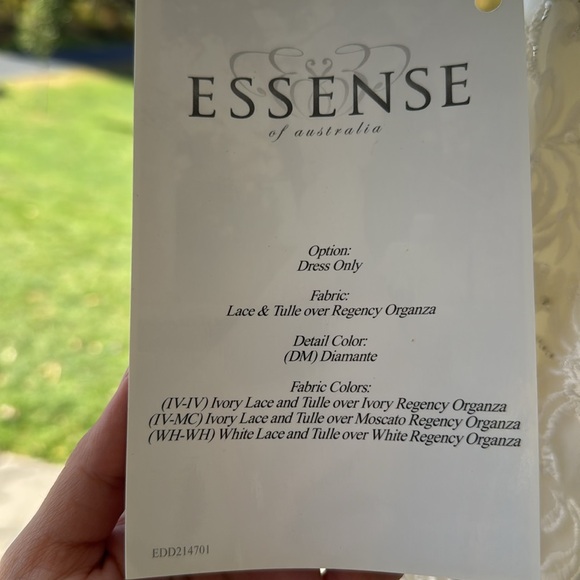 ESSENSE
of australia
Option:
Dress Only
Fabric:
Lace & Tulle over Regency Organza
Detail Color:
(DM) Diamante
Fabric Colors:
(IV-IV) Ivory Lace and Tulle over Ivory Regency Organza
(IV-MC) Ivory Lace and Tulle over Moscato Regency Organza
(WH-WH) White Lace and Tulle over White Regency Organza
EDD214701